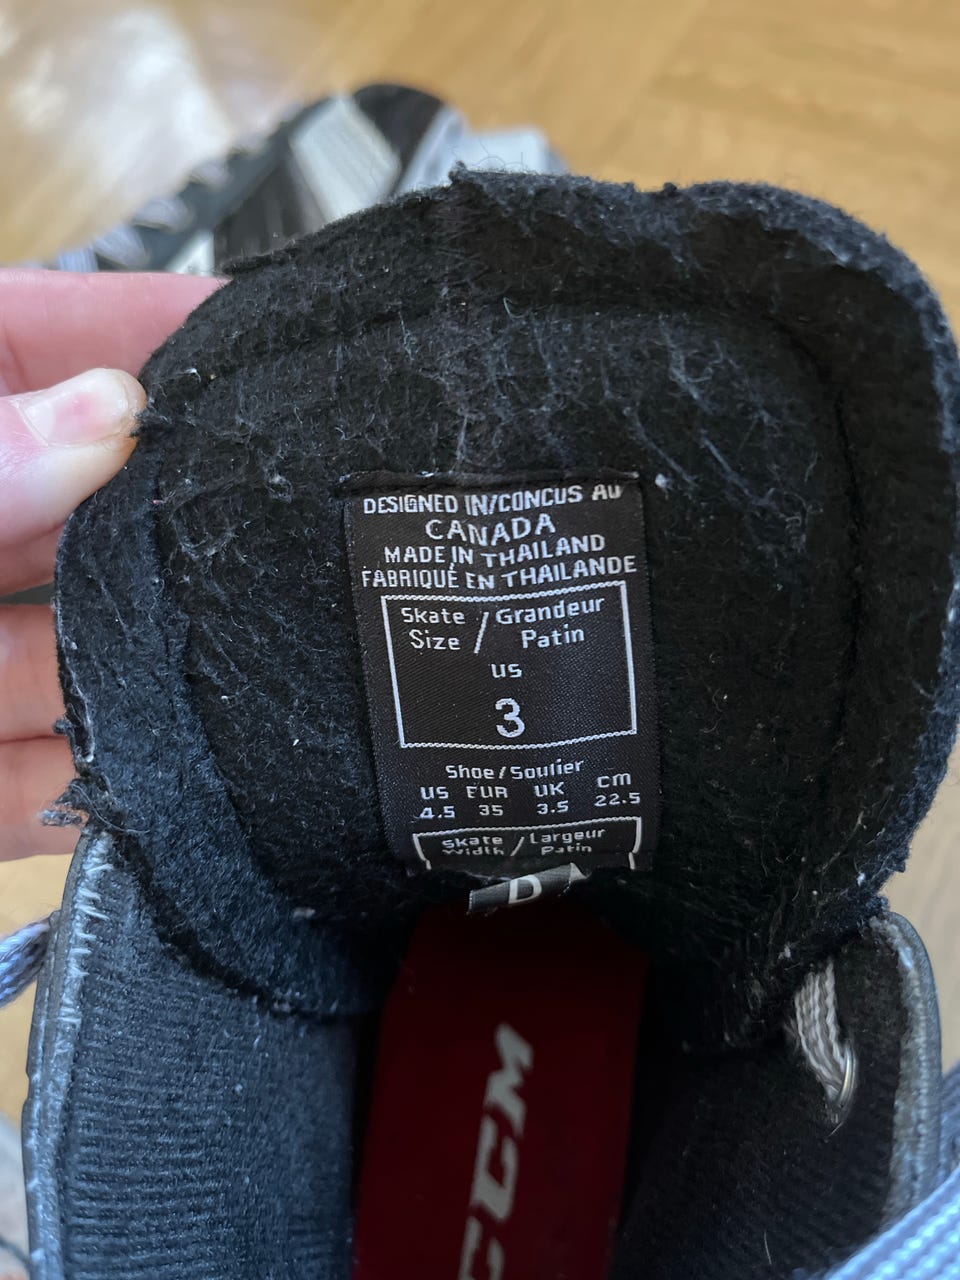 DESIGNED IN/CONCUS AU
CANADA
MADE IN THAILAND
FABRIQUÉ EN THAILANDE
Skate Size / Grandeur Patin
US
3
Shoe/Soulier
US EUR UK CM
4.5 35 3.5 22.5
Skate Width / Largeur Patin
D
CCM